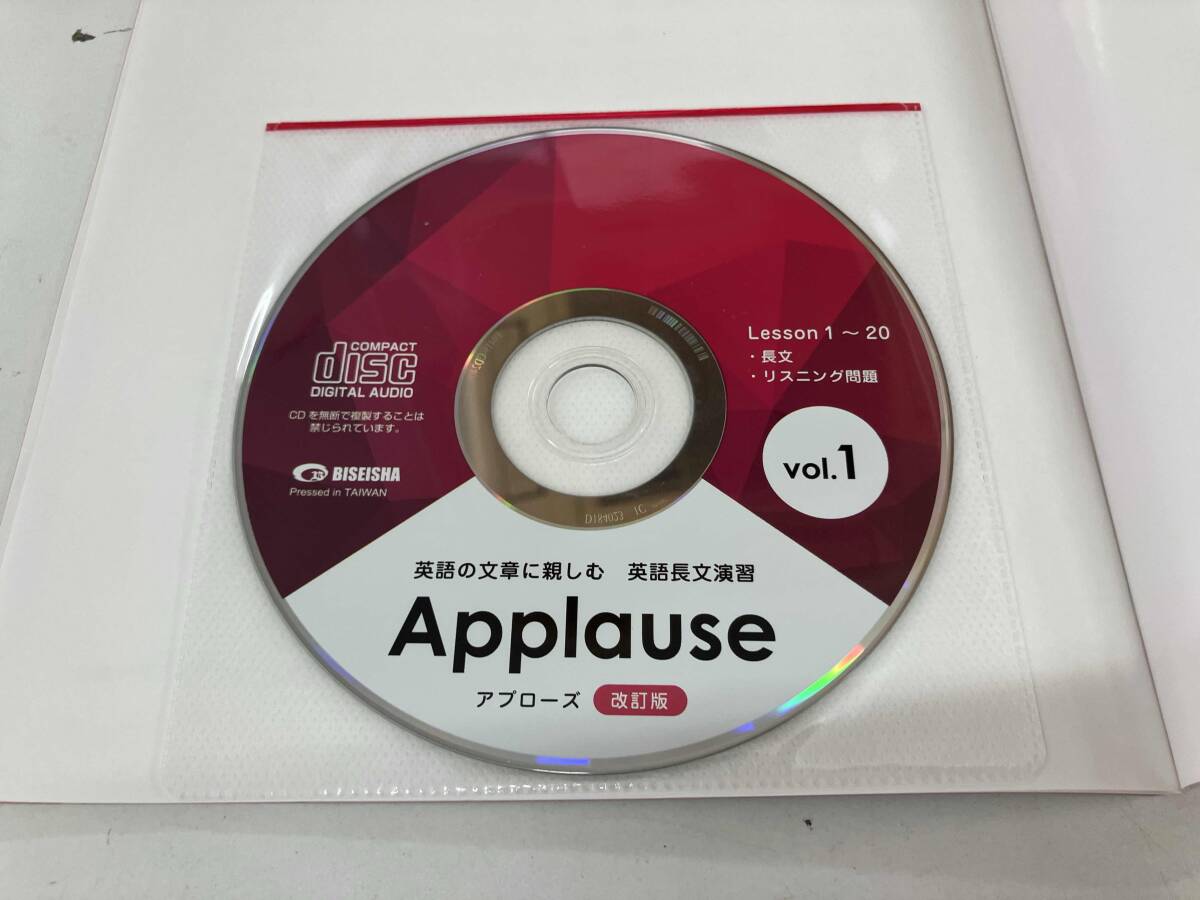 COMPACT
disc
DIGITAL AUDIO
CDを無断で複製することは
禁じられています。
BISEISHA
Pressed in TAIWAN
Lesson 1 ～ 20
・長文
・リスニング問題
vol.1
英語の文章に親しむ 英語長文演習
Applause
アプローズ 改訂版
D184023 1C